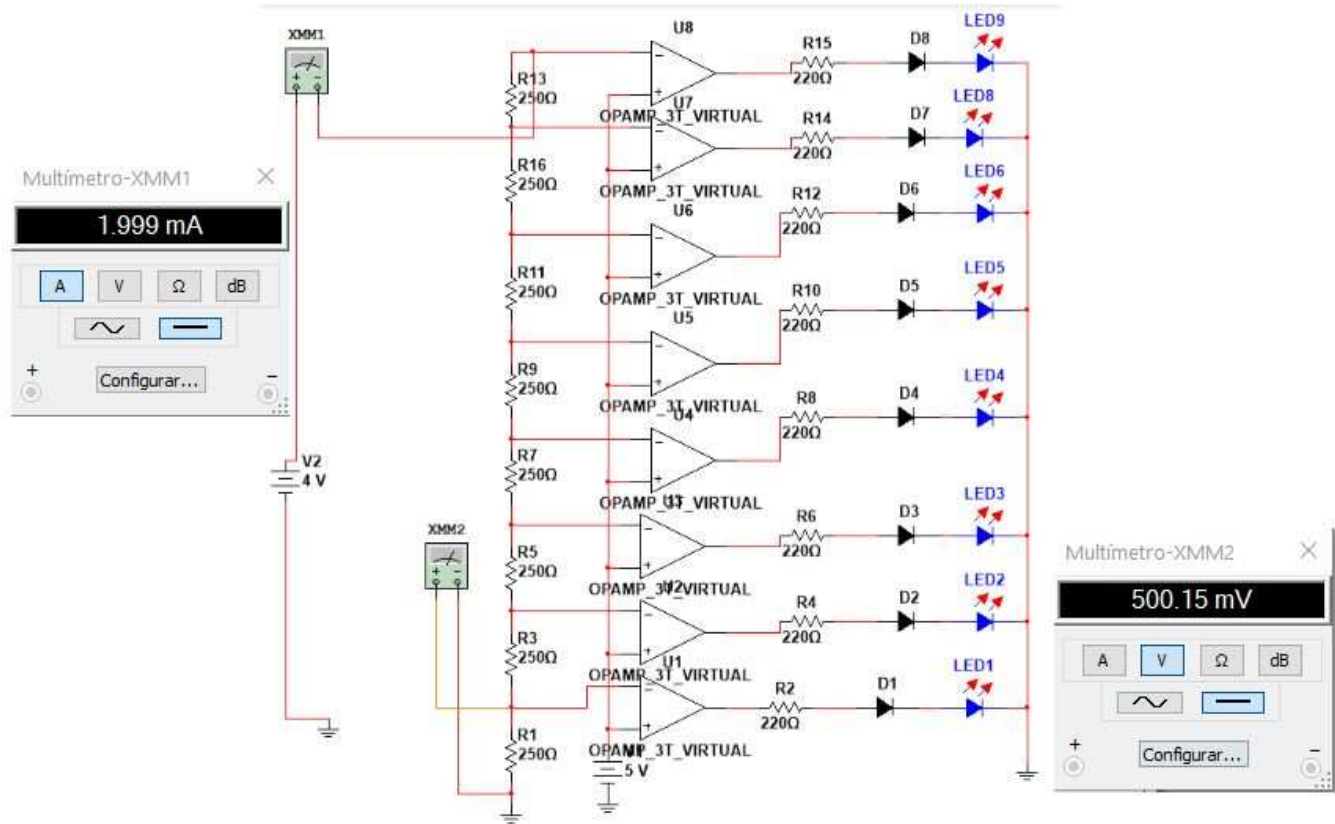 XMM1
Multímetro-XMM1
1.999 mA
A V Ω dB
+ Configurar... -
V2
4 V
U8
R13
250Ω
U7
OPAMP_3T_VIRTUAL
R16
250Ω
OPAMP_3T_VIRTUAL
U6
R11
250Ω
OPAMP_3T_VIRTUAL
U5
R9
250Ω
OPAMP_3T_VIRTUAL
U4
R7
250Ω
OPAMP_3T_VIRTUAL
U3
XMM2
R5
250Ω
OPAMP_3T_VIRTUAL
U2
R3
250Ω
OPAMP_3T_VIRTUAL
U1
R1
250Ω
OPAMP_3T_VIRTUAL
5 V
R15
220Ω
D8
LED9
R14
220Ω
D7
LED8
R12
220Ω
D6
LED6
R10
220Ω
D5
LED5
R8
220Ω
D4
LED4
R6
220Ω
D3
LED3
R4
220Ω
D2
LED2
R2
220Ω
D1
LED1
Multímetro-XMM2
500.15 mV
A V Ω dB
+ Configurar... -